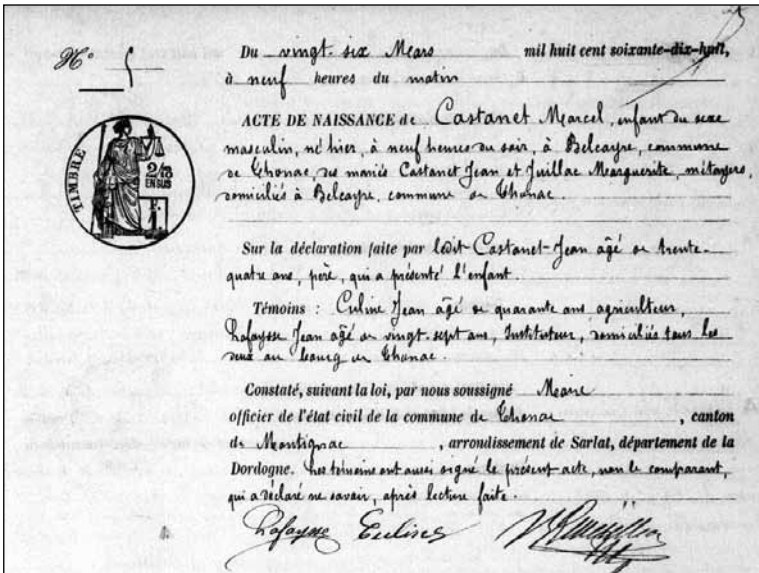 N° 5
Du vingt six Mars mil huit cent soixante-dix-huit,
à neuf heures du matin
TIMBRE
2/10
EN SUS
ACTE DE NAISSANCE de Castanet Marcel, enfant du sexe
masculin, né hier, à neuf heures du soir, à Belcayre, commune
de Thonac, des mariés Castanet Jean et Juillac Marguerite, métayers,
domiciliés à Belcayre, commune de Thonac
Sur la déclaration faite par ledit Castanet Jean âgé de trente-
quatre ans, père, qui a présenté l'enfant
Témoins : Jean âgé de quarante ans agriculteur,
Lafaysse Jean âgé de vingt-sept ans, Instituteur, domiciliés tous les
deux au bourg de Thonac.
Constaté, suivant la loi, par nous soussigné Maire
officier de l'état civil de la commune de Thonac, canton
de Montignac, arrondissement de Sarlat, département de la
Dordogne. Les témoins ont aussi signé le présent acte, non le comparant,
qui a déclaré ne savoir, après lecture faite.
Lafaysse